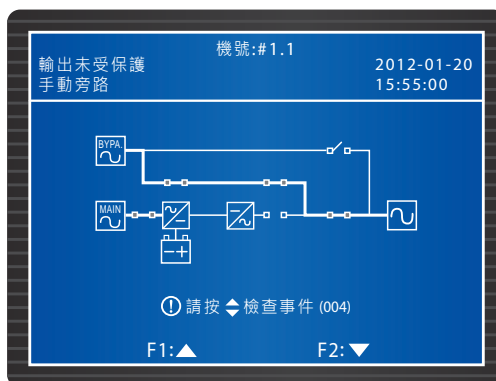 機號:#1.1
輸出未受保護
2012-01-20
手動旁路
15:55:00
BYPA.
MAIN
請按 檢查事件 (004)
F1:
F2: